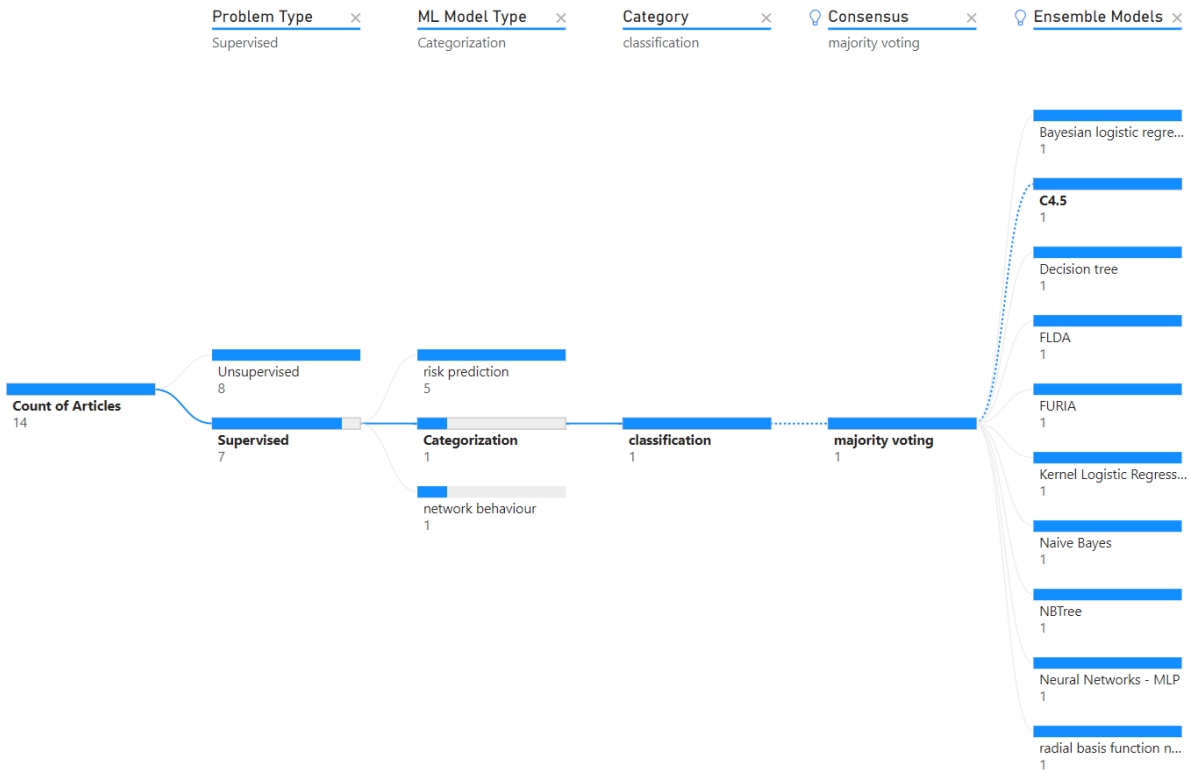 Problem Type
Supervised
ML Model Type
Categorization
Category
classification
Consensus
majority voting
Ensemble Models
Count of Articles
14
Unsupervised
8
Supervised
7
risk prediction
5
Categorization
1
network behaviour
1
classification
1
majority voting
1
Bayesian logistic regre...
1
C4.5
1
Decision tree
1
FLDA
1
FURIA
1
Kernel Logistic Regress...
1
Naive Bayes
1
NBTree
1
Neural Networks - MLP
1
radial basis function n...
1